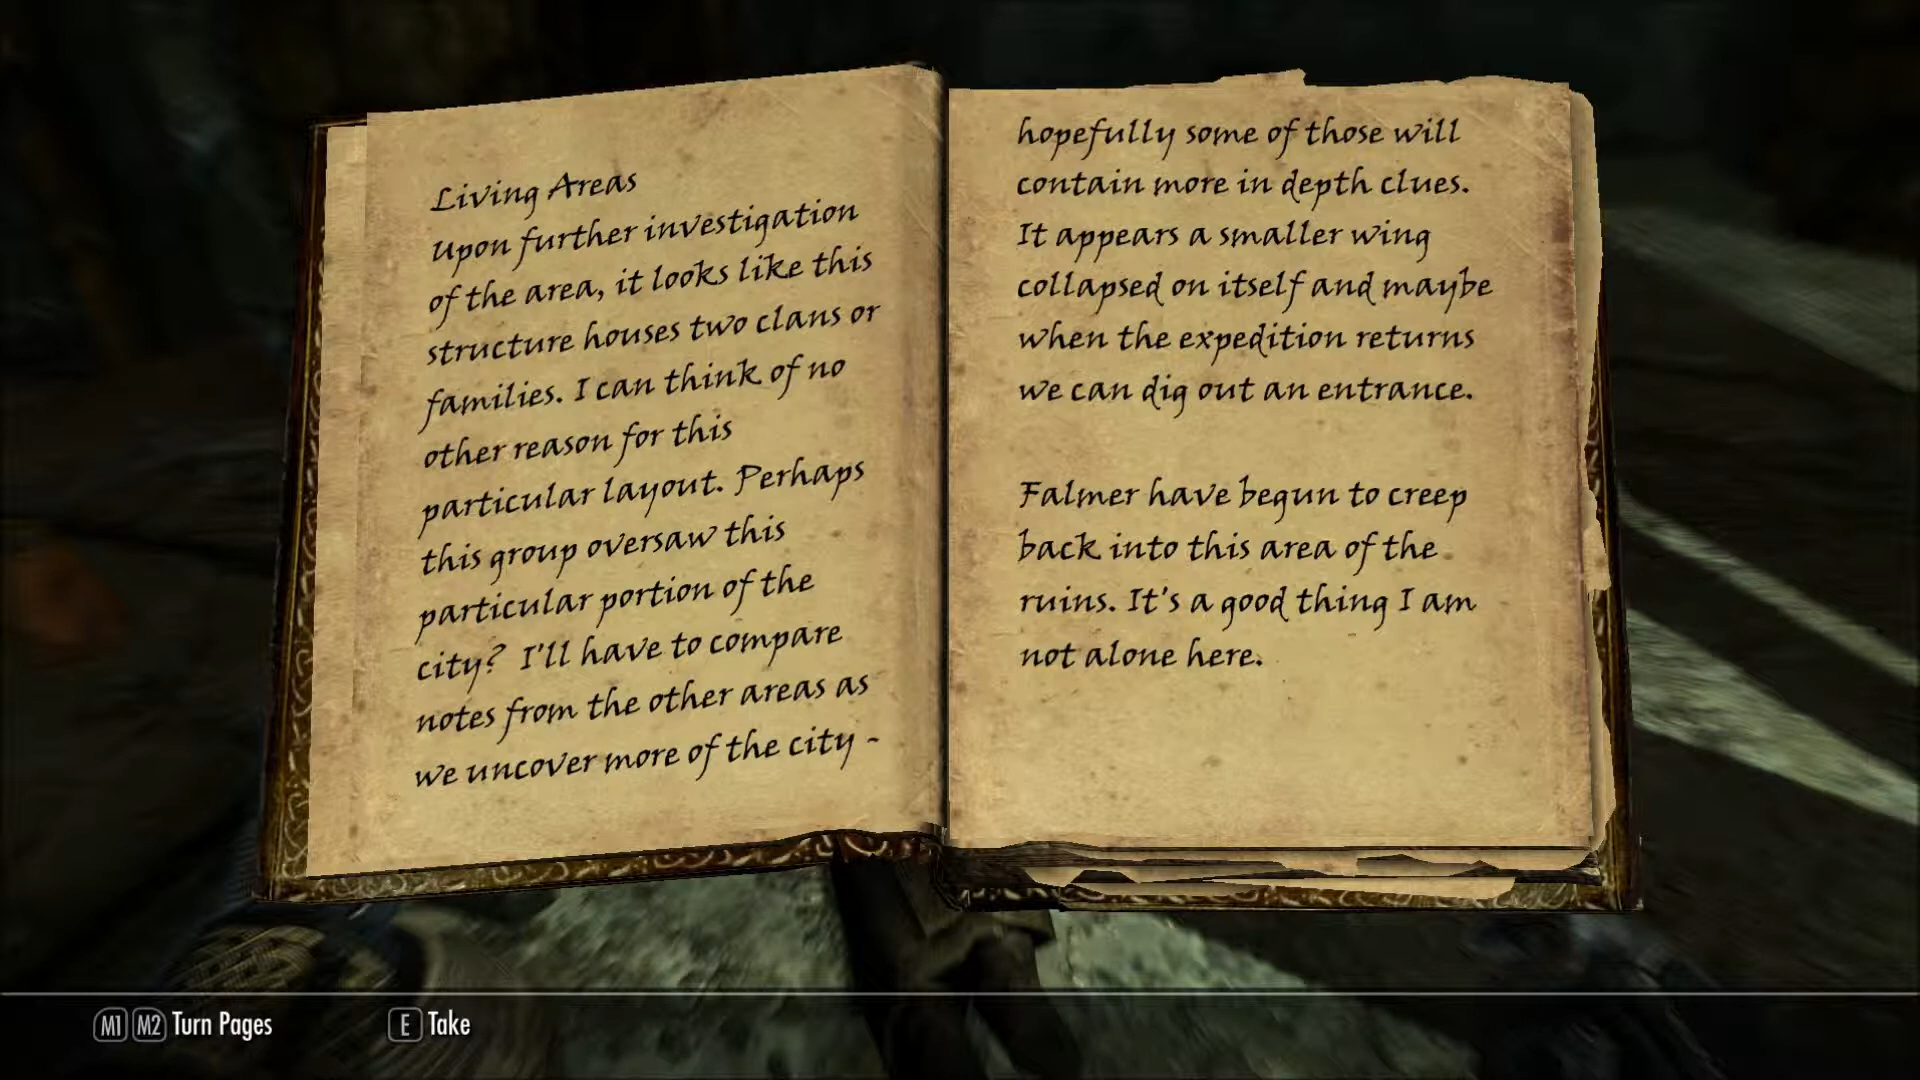 Living Areas
Upon further investigation
of the area, it looks like this
structure houses two clans or
families. I can think of no
other reason for this
particular layout. Perhaps
this group oversaw this
particular portion of the
city? I'll have to compare
notes from the other areas as
we uncover more of the city -
hopefully some of those will
contain more in depth clues.
It appears a smaller wing
collapsed on itself and maybe
when the expedition returns
we can dig out an entrance.
Falmer have begun to creep
back into this area of the
ruins. It's a good thing I am
not alone here.
M1 M2 Turn Pages
E Take